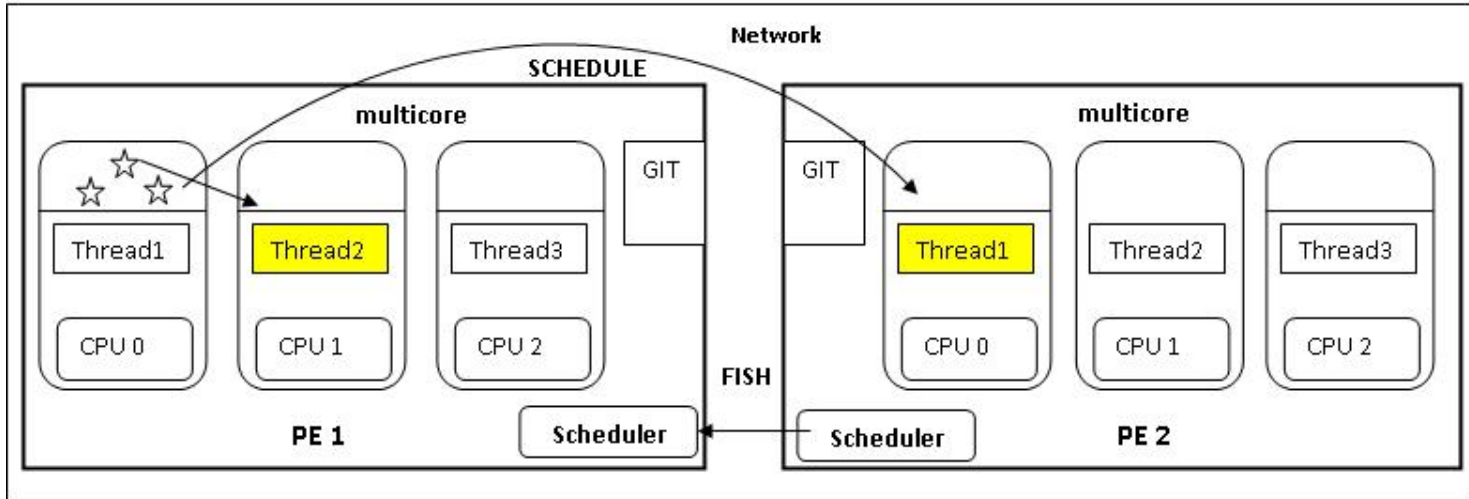 Network
SCHEDULE
multicore
multicore
GIT
GIT
Thread1
Thread2
Thread3
Thread1
Thread2
Thread3
CPU 0
CPU 1
CPU 2
CPU 0
CPU 1
CPU 2
FISH
PE 1
Scheduler
Scheduler
PE 2